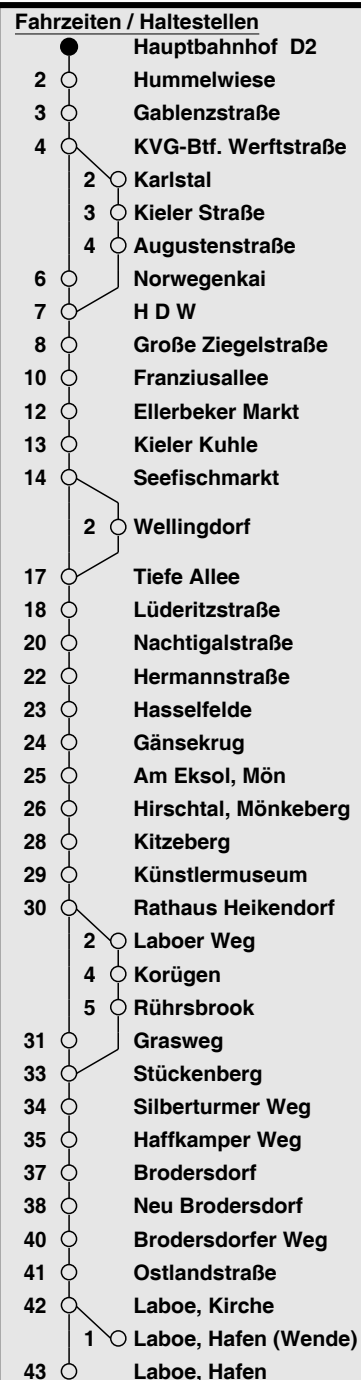 Fahrzeiten / Haltestellen
Hauptbahnhof D2
2 Hummelwiese
3 Gablenzstraße
4 KVG-Btf. Werftstraße
2 Karlstal
3 Kieler Straße
4 Augustenstraße
6 Norwegenkai
7 H D W
8 Große Ziegelstraße
10 Franziusallee
12 Ellerbeker Markt
13 Kieler Kuhle
14 Seefischmarkt
2 Wellingdorf
17 Tiefe Allee
18 Lüderitzstraße
20 Nachtigalstraße
22 Hermannstraße
23 Hasselfelde
24 Gänsekrug
25 Am Eksol, Mön
26 Hirschtal, Mönkeberg
28 Kitzeberg
29 Künstlermuseum
30 Rathaus Heikendorf
2 Laboer Weg
4 Korügen
5 Rührsbrook
31 Grasweg
33 Stückenberg
34 Silberturmer Weg
35 Haffkamper Weg
37 Brodersdorf
38 Neu Brodersdorf
40 Brodersdorfer Weg
41 Ostlandstraße
42 Laboe, Kirche
1 Laboe, Hafen (Wende)
43 Laboe, Hafen